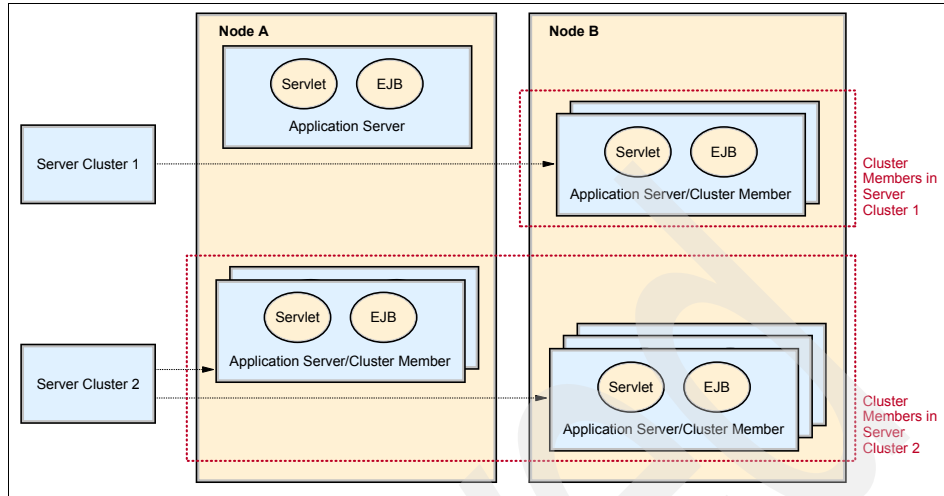 Node A
Node B
Servlet
EJB
Application Server
Server Cluster 1
Servlet
EJB
Application Server/Cluster Member
Cluster
Members in
Server
Cluster 1
Servlet
EJB
Application Server/Cluster Member
Server Cluster 2
Servlet
EJB
Application Server/Cluster Member
Cluster
Members in
Server
Cluster 2